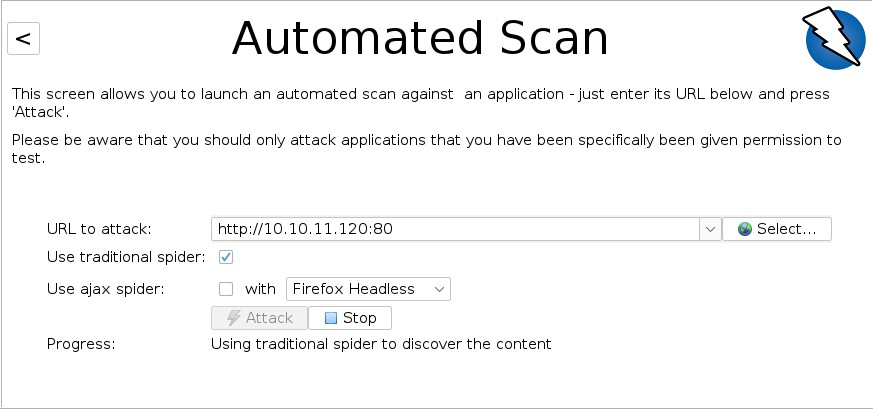 <
Automated Scan
This screen allows you to launch an automated scan against  an application - just enter its URL below and press
'Attack'.
Please be aware that you should only attack applications that you have been specifically been given permission to
test.
URL to attack: http://10.10.11.120:80 Select...
Use traditional spider:
Use ajax spider: with Firefox Headless
Attack Stop
Progress: Using traditional spider to discover the content